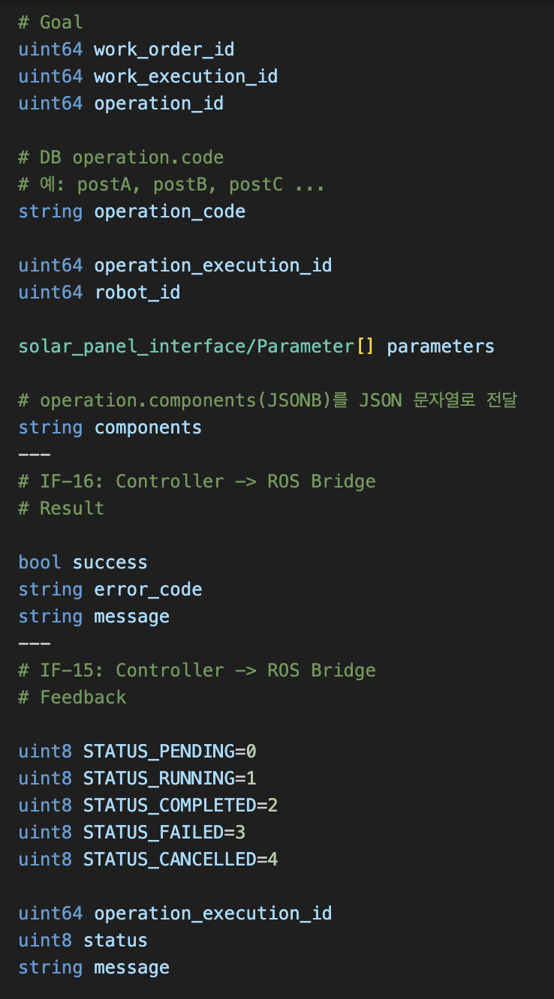 # Goal
uint64 work_order_id
uint64 work_execution_id
uint64 operation_id
# DB operation.code
# 예: postA, postB, postC ...
string operation_code
uint64 operation_execution_id
uint64 robot_id
solar_panel_interface/Parameter[] parameters
# operation.components(JSONB)를 JSON 문자열로 전달
string components
---
# IF-16: Controller -> ROS Bridge
# Result
bool success
string error_code
string message
---
# IF-15: Controller -> ROS Bridge
# Feedback
uint8 STATUS_PENDING=0
uint8 STATUS_RUNNING=1
uint8 STATUS_COMPLETED=2
uint8 STATUS_FAILED=3
uint8 STATUS_CANCELLED=4
uint64 operation_execution_id
uint8 status
string message